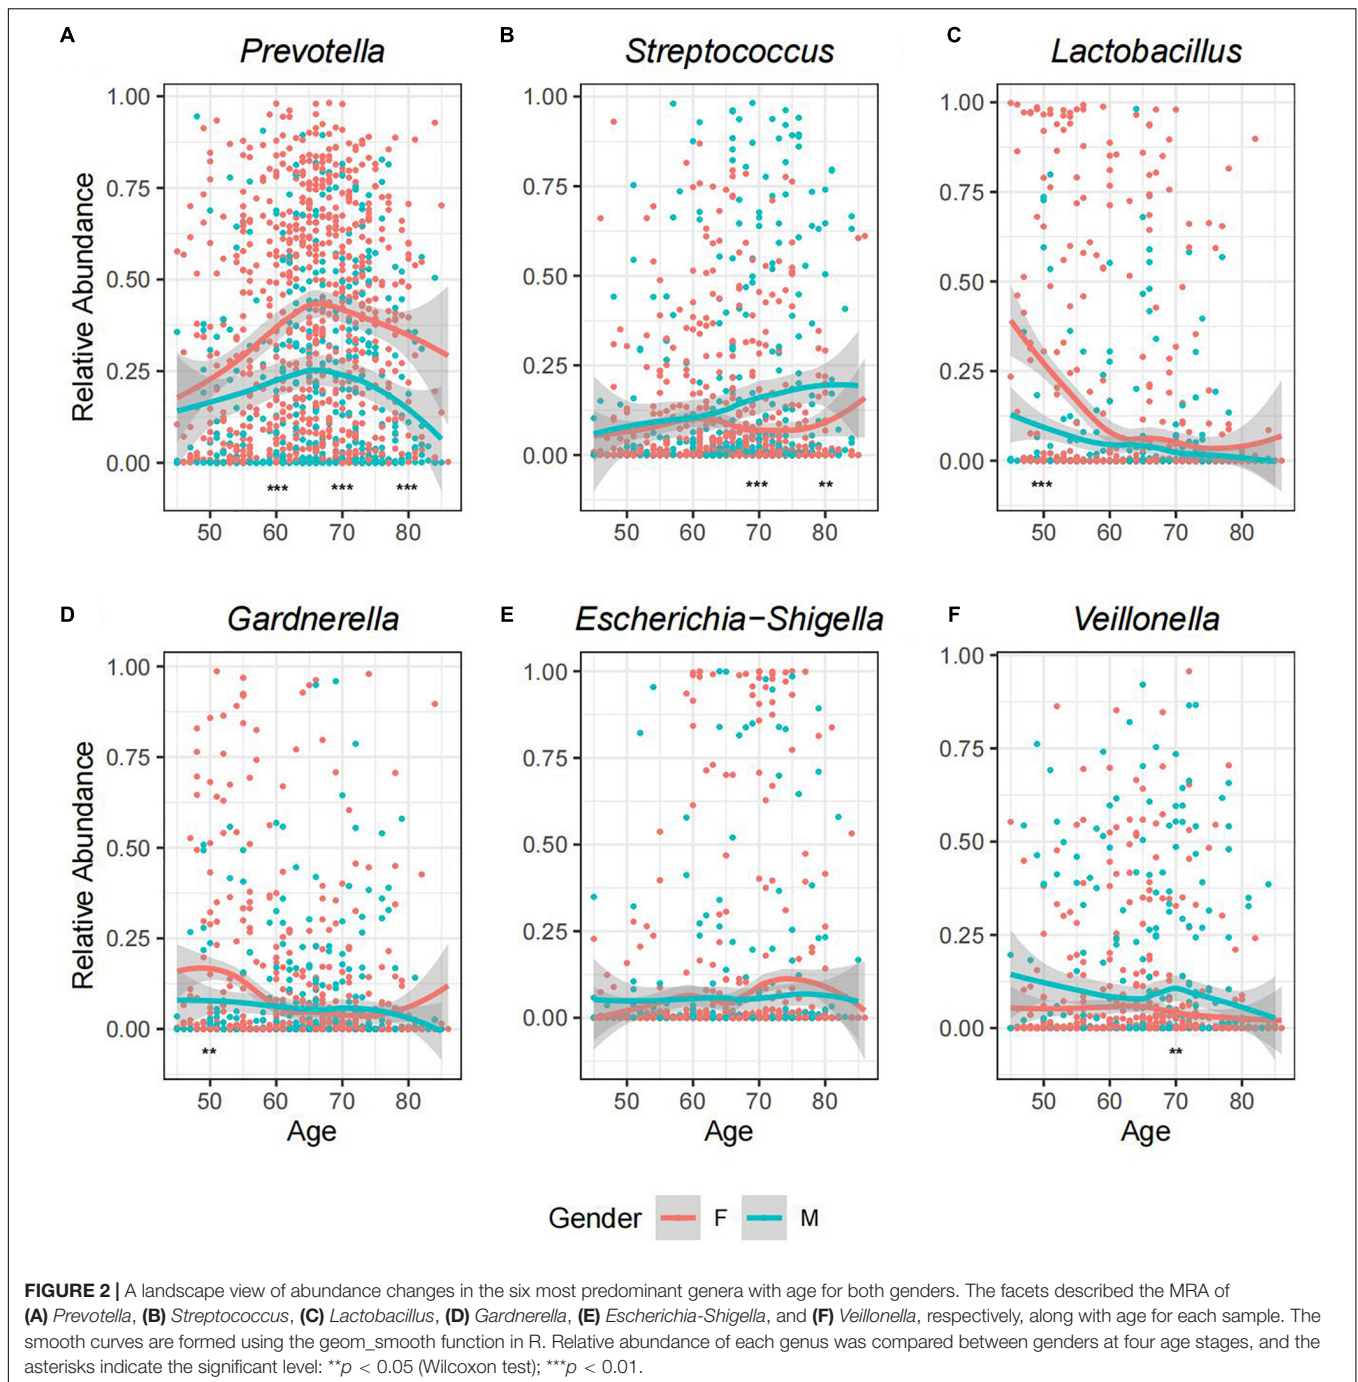 A
Prevotella
B
Streptococcus
C
Lactobacillus
Relative Abundance
1.00
0.75
0.50
0.25
0.00
*** *** ***
50 60 70 80
1.00
0.75
0.50
0.25
0.00
*** **
50 60 70 80
1.00
0.75
0.50
0.25
0.00
***
50 60 70 80
D
Gardnerella
E
Escherichia−Shigella
F
Veillonella
Relative Abundance
1.00
0.75
0.50
0.25
0.00
**
50 60 70 80
Age
1.00
0.75
0.50
0.25
0.00
50 60 70 80
Age
1.00
0.75
0.50
0.25
0.00
**
50 60 70 80
Age
Gender F M
FIGURE 2 | A landscape view of abundance changes in the six most predominant genera with age for both genders. The facets described the MRA of
(A) Prevotella, (B) Streptococcus, (C) Lactobacillus, (D) Gardnerella, (E) Escherichia-Shigella, and (F) Veillonella, respectively, along with age for each sample. The
smooth curves are formed using the geom_smooth function in R. Relative abundance of each genus was compared between genders at four age stages, and the
asterisks indicate the significant level: **p < 0.05 (Wilcoxon test); ***p < 0.01.